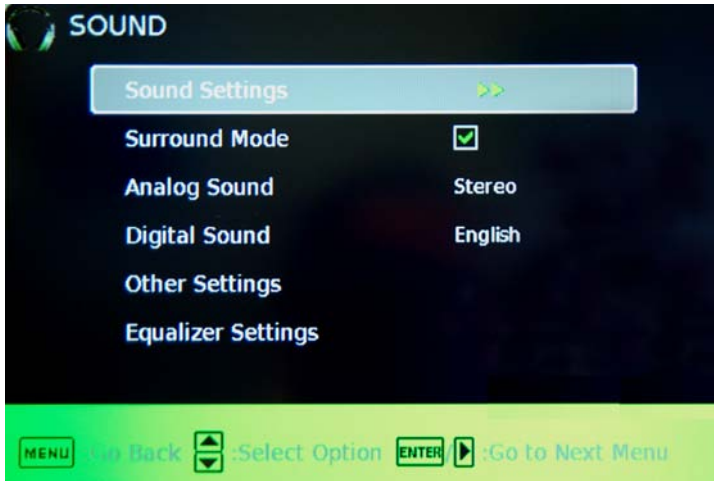 SOUND
Sound Settings
Surround Mode
Analog Sound Stereo
Digital Sound English
Other Settings
Equalizer Settings
MENU :Go Back :Select Option ENTER/ :Go to Next Menu